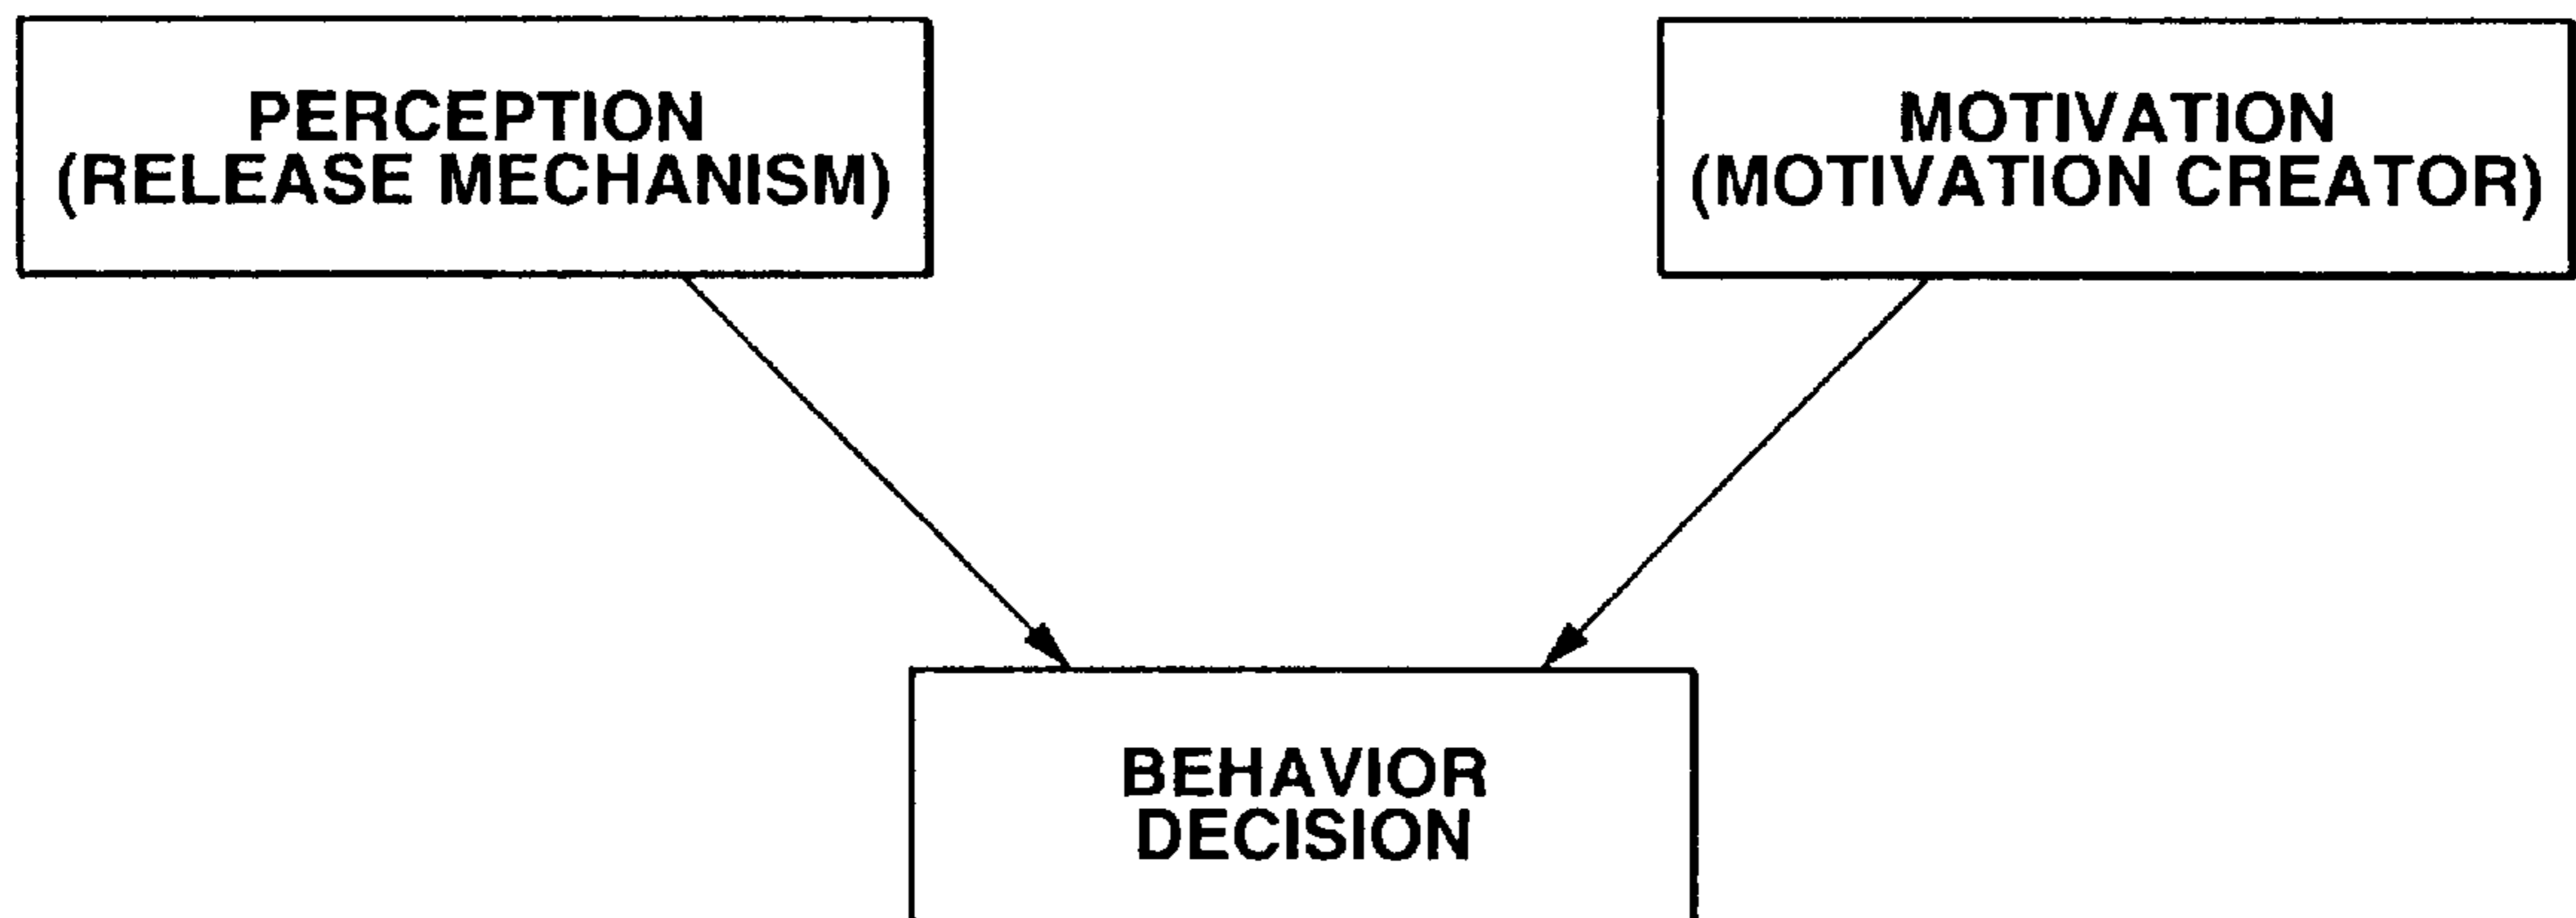 PERCEPTION
(RELEASE MECHANISM)
MOTIVATION
(MOTIVATION CREATOR)
BEHAVIOR
DECISION